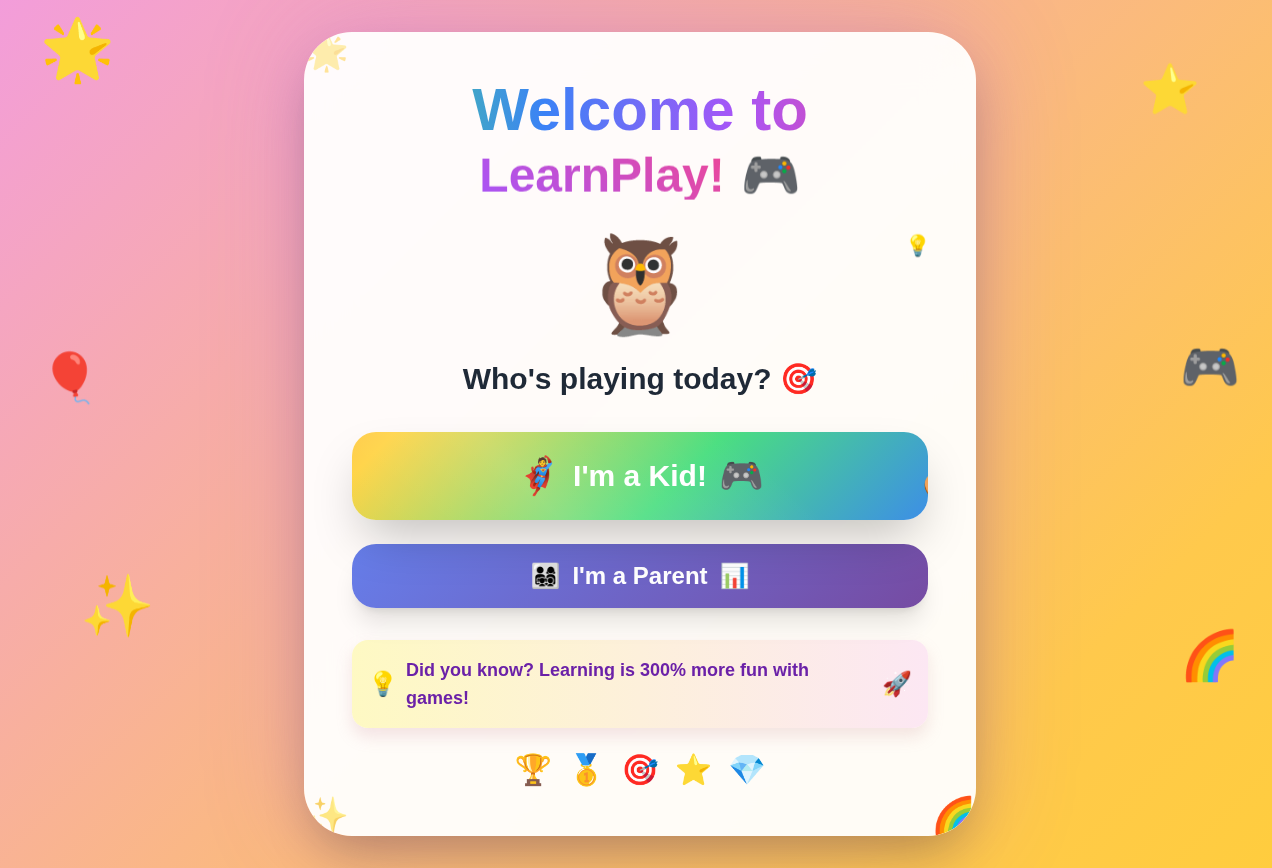 Welcome to
LearnPlay! 🎮
Who's playing today? 🎯
🦸 I'm a Kid! 🎮
👨‍👩‍👧‍👦 I'm a Parent 📊
💡 Did you know? Learning is 300% more fun with 🚀
games!